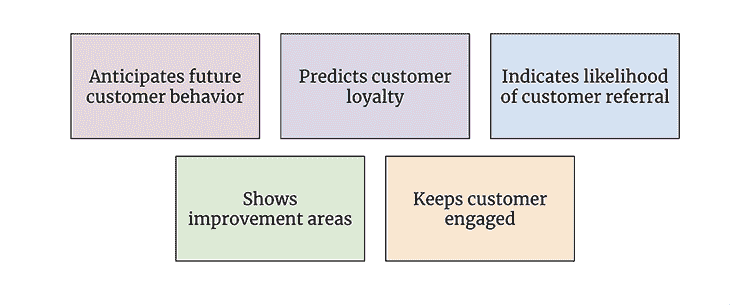 Anticipates future
customer behavior
Predicts customer
loyalty
Indicates likelihood
of customer referral
Shows
improvement areas
Keeps customer
engaged